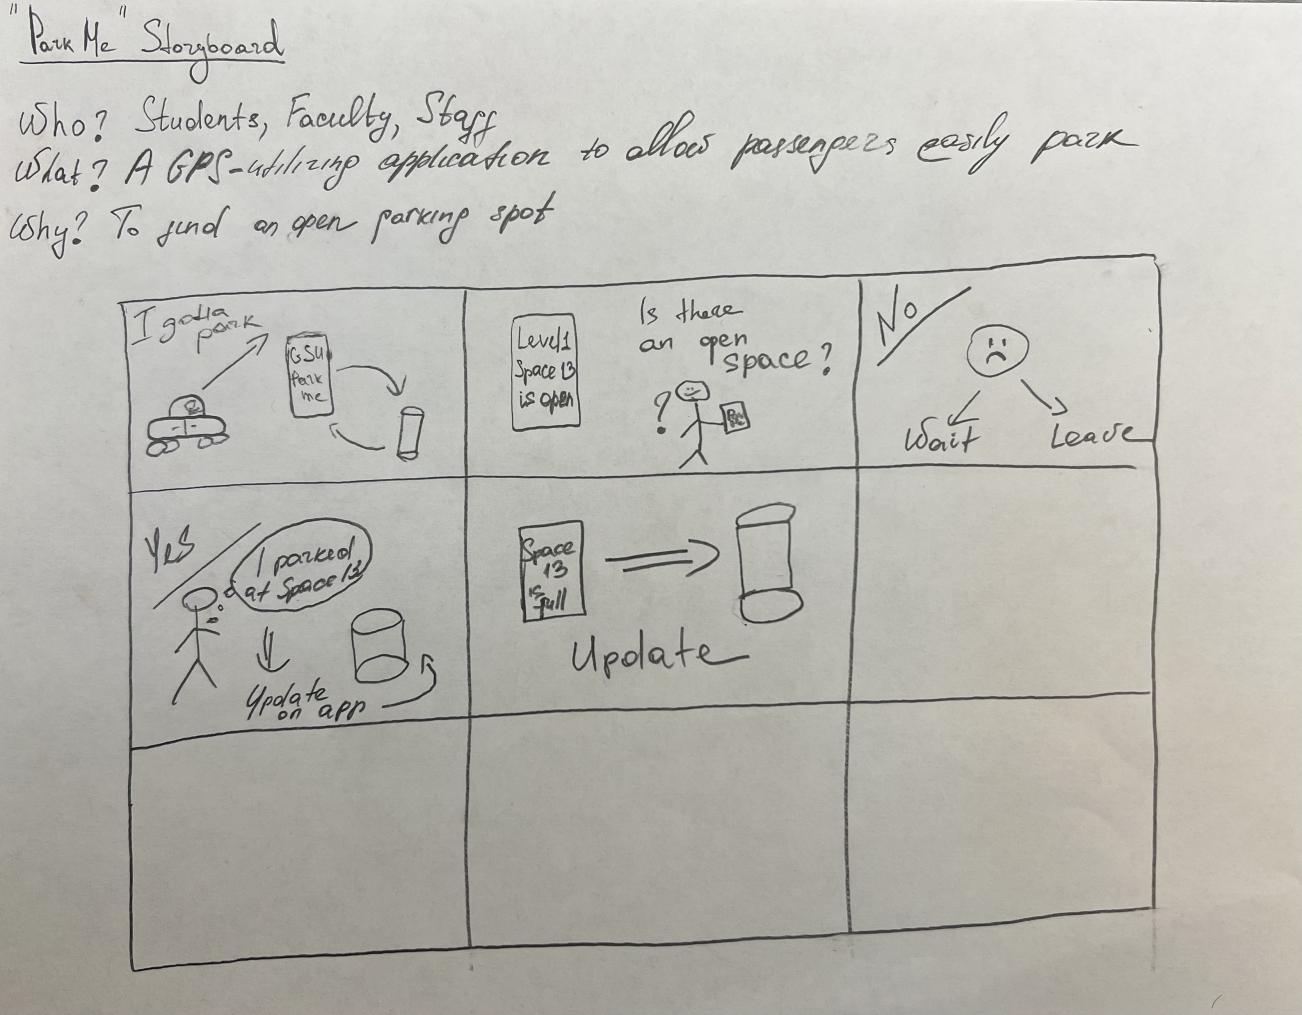 "Park Me" Storyboard
Who? Students, Faculty, Staff
What? A GPS-utilizing application to allow passengers easily park
Why? To find an open parking spot
I gotta
park
GSU
Park
me
Level 1
Space 13
is open
Is there
an open
space?
?
No
Wait
Leave
Yes
I parked
at Space 13
Update
on app
Space
13
is
full
Update